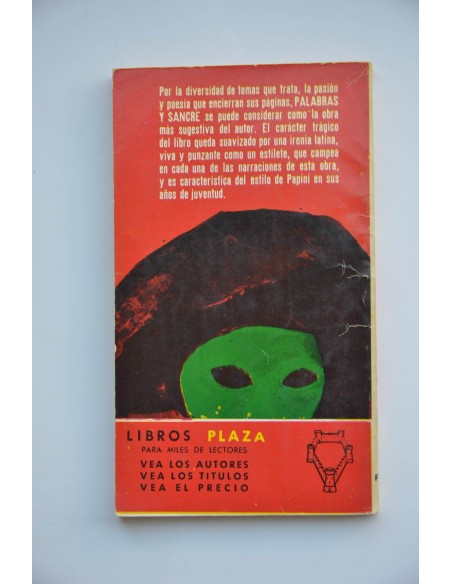 Por la diversidad de temas que trata, la pasión
y poesía que encierran sus páginas, PALABRAS
Y SANGRE se puede considerar como la obra
más sugestiva del autor. El carácter trágico
del libro queda suavizado por una ironía latina,
viva y punzante como un estilete, que campea
en cada una de las narraciones de esta obra,
y es característica del estilo de Papini en sus
años de juventud.
LIBROS PLAZA
PARA MILES DE LECTORES
VEA LOS AUTORES
VEA LOS TITULOS
VEA EL PRECIO
F